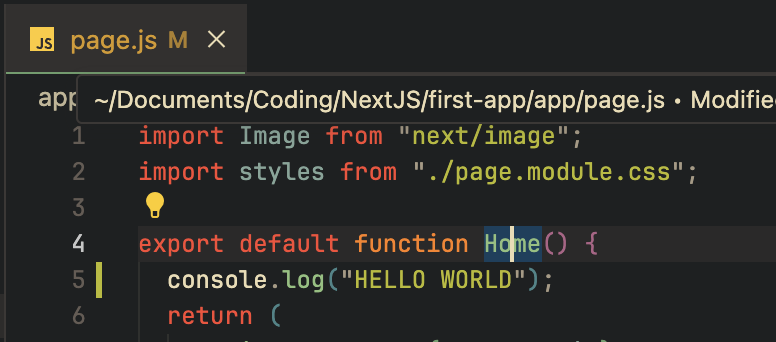 JS page.js M
app
~/Documents/Coding/NextJS/first-app/app/page.js • Modified
1 import Image from "next/image";
2 import styles from "./page.module.css";
3
4 export default function Home() {
5 console.log("HELLO WORLD");
6 return (